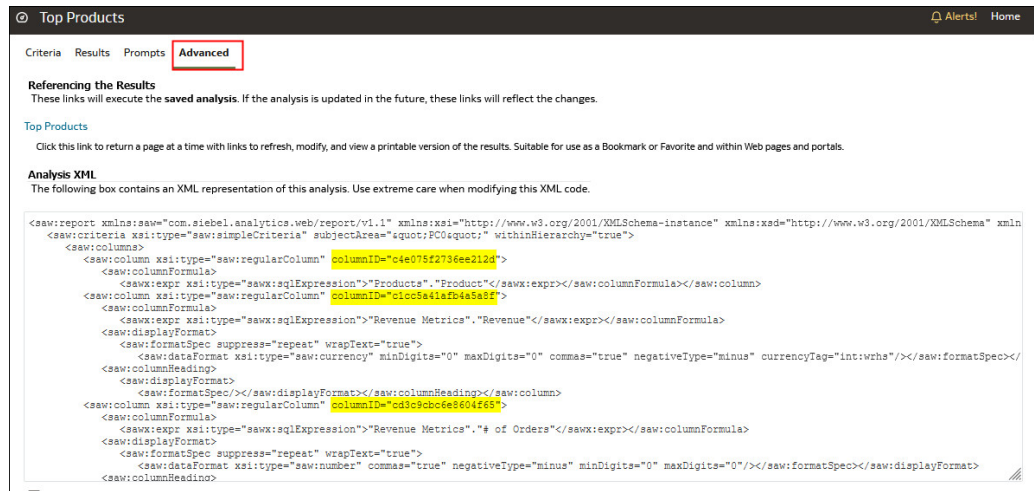 Top Products
Alerts! Home
Criteria Results Prompts Advanced
Referencing the Results
These links will execute the saved analysis. If the analysis is updated in the future, these links will reflect the changes.
Top Products
Click this link to return a page at a time with links to refresh, modify, and view a printable version of the results. Suitable for use as a Bookmark or Favorite and within Web pages and portals.
Analysis XML
The following box contains an XML representation of this analysis. Use extreme care when modifying this XML code.
<saw:report xmlns:saw="com.siebel.analytics.web/report/v1.1" xmlns:xsi="http://www.w3.org/2001/XMLSchema-instance" xmlns:xsd="http://www.w3.org/2001/XMLSchema" xmln
<saw:criteria xsi:type="saw:simpleCriteria" subjectArea="&quot;PC0&quot;" withinHierarchy="true">
<saw:columns>
<saw:column xsi:type="saw:regularColumn" columnID="c4e075f2736ee212d">
<saw:columnFormula>
<sawx:expr xsi:type="sawx:sqlExpression">"Products"."Product"</sawx:expr></saw:columnFormula></saw:column>
<saw:column xsi:type="saw:regularColumn" columnID="c1cc5a41afb4a5a8f">
<saw:columnFormula>
<sawx:expr xsi:type="sawx:sqlExpression">"Revenue Metrics"."Revenue"</sawx:expr></saw:columnFormula>
<saw:displayFormat>
<saw:formatSpec suppress="repeat" wrapText="true">
<saw:dataFormat xsi:type="saw:currency" minDigits="0" maxDigits="0" commas="true" negativeType="minus" currencyTag="int:wrhs"/></saw:formatSpec></
<saw:columnHeading>
<saw:displayFormat>
<saw:formatSpec/></saw:displayFormat></saw:columnHeading></saw:column>
<saw:column xsi:type="saw:regularColumn" columnID="cd3c9cbc6e8604f65">
<saw:columnFormula>
<sawx:expr xsi:type="sawx:sqlExpression">"Revenue Metrics"."# of Orders"</sawx:expr></saw:columnFormula>
<saw:displayFormat>
<saw:formatSpec suppress="repeat" wrapText="true">
<saw:dataFormat xsi:type="saw:number" commas="true" negativeType="minus" minDigits="0" maxDigits="0"/></saw:formatSpec></saw:displayFormat>
<saw:columnHeading>